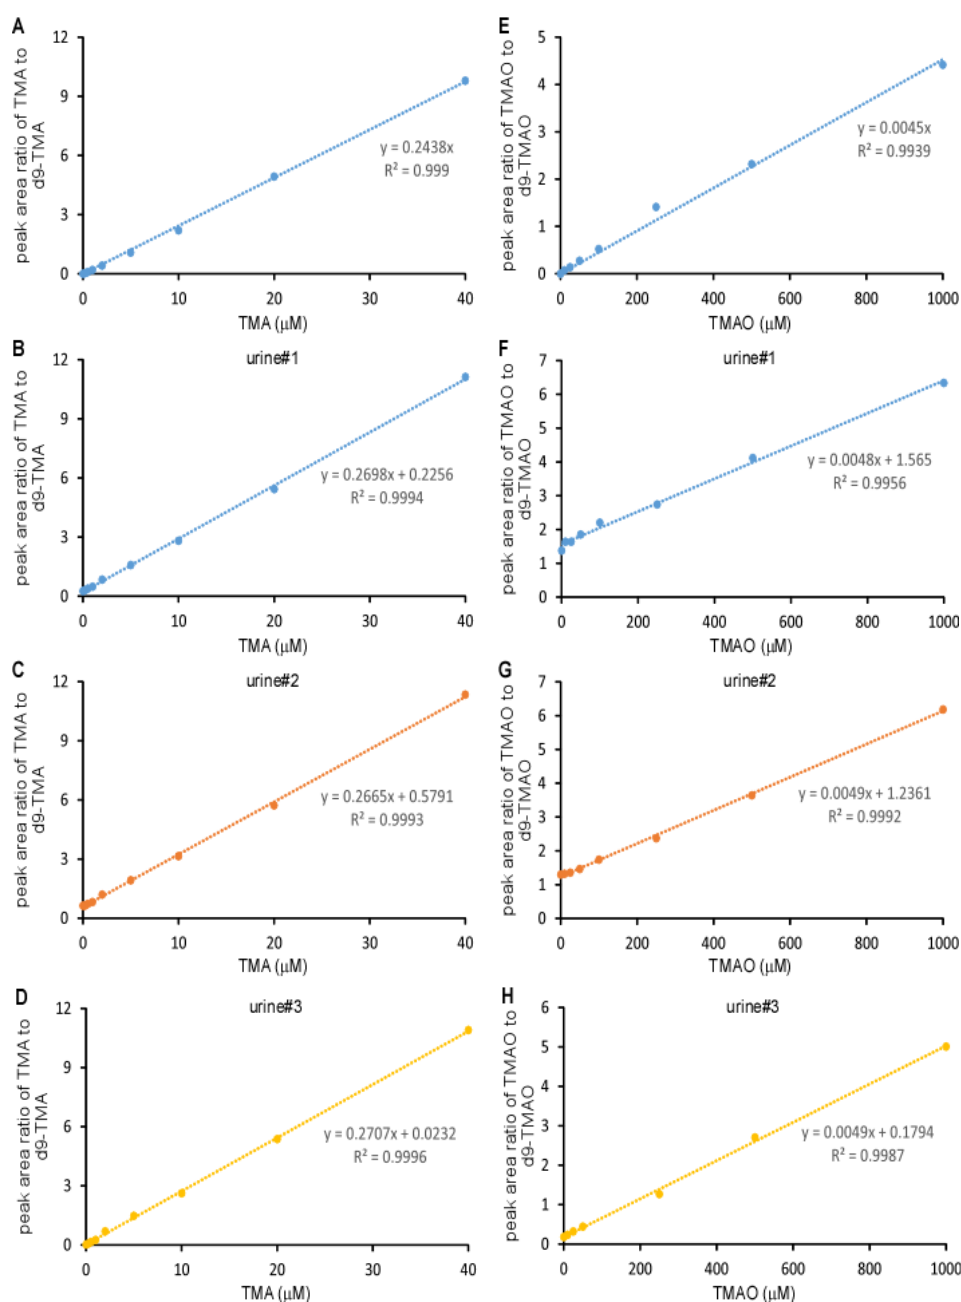 A
peak area ratio of TMA to
d9-TMA
12
9
6
3
0
y = 0.2438x
R² = 0.999
0 10 20 30 40
TMA (µM)
E
peak area ratio of TMAO to
d9-TMAO
5
4
3
2
1
0
y = 0.0045x
R² = 0.9939
0 200 400 600 800 1000
TMAO (µM)
B
urine#1
peak area ratio of TMA to
d9-TMA
12
9
6
3
0
y = 0.2698x + 0.2256
R² = 0.9994
0 10 20 30 40
TMA (µM)
F
urine#1
peak area ratio of TMAO to
d9-TMAO
7
6
5
4
3
2
1
0
y = 0.0048x + 1.565
R² = 0.9956
0 200 400 600 800 1000
TMAO (µM)
C
urine#2
peak area ratio of TMA to
d9-TMA
12
9
6
3
0
y = 0.2665x + 0.5791
R² = 0.9993
0 10 20 30 40
TMA (µM)
G
urine#2
peak area ratio of TMAO to
d9-TMAO
7
6
5
4
3
2
1
0
y = 0.0049x + 1.2361
R² = 0.9992
0 200 400 600 800 1000
TMAO (µM)
D
urine#3
peak area ratio of TMA to
d9-TMA
12
9
6
3
0
y = 0.2707x + 0.0232
R² = 0.9996
0 10 20 30 40
TMA (µM)
H
urine#3
peak area ratio of TMAO to
d9-TMAO
6
5
4
3
2
1
0
y = 0.0049x + 0.1794
R² = 0.9987
0 200 400 600 800 1000
TMAO (µM)